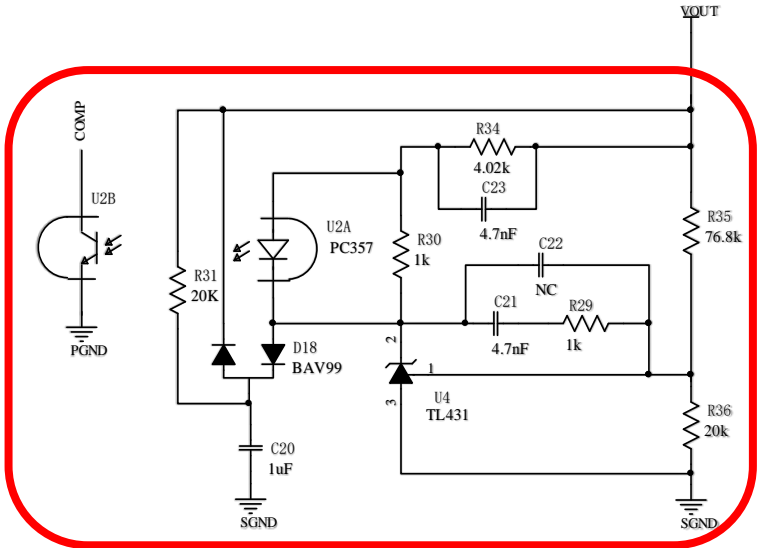 VOUT
COMP
R34
4.02k
C23
4.7nF
U2B
U2A
PC357
R30
1k
R35
76.8k
C22
NC
R31
20K
C21
4.7nF
R29
1k
PGND
D18
BAV99
2
1
3
U4
TL431
R36
20k
C20
1uF
SGND
SGND